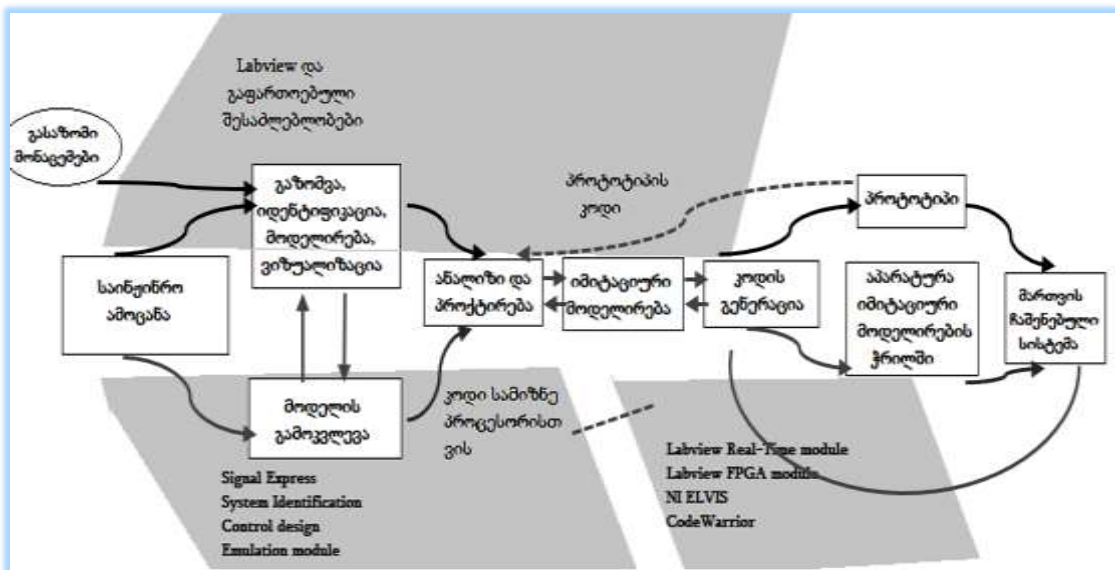 Labview და
გაფართოებული
შესაძლებლობები
გასაზომი
მონაცემები
გაზომვა,
იდენტიფიკაცია,
მოდელირება,
ვიზუალიზაცია
პროტოტიპის
კოდი
პროტოტიპი
საინჟინრო
ამოცანა
ანალიზი და
პროქტირება
იმიტაციური
მოდელირება
კოდის
გენერაცია
აპარატურა
იმიტაციური
მოდელირების
ჭრილში
მართვის
ჩაშენებული
სისტემა
მოდელის
გამოკვლევა
კოდი სამიზნე
პროცესორისთ
ვის
Signal Express
System Identification
Control design
Emulation module
Labview Real-Time module
Labview FPGA module
NI ELVIS
CodeWarrior